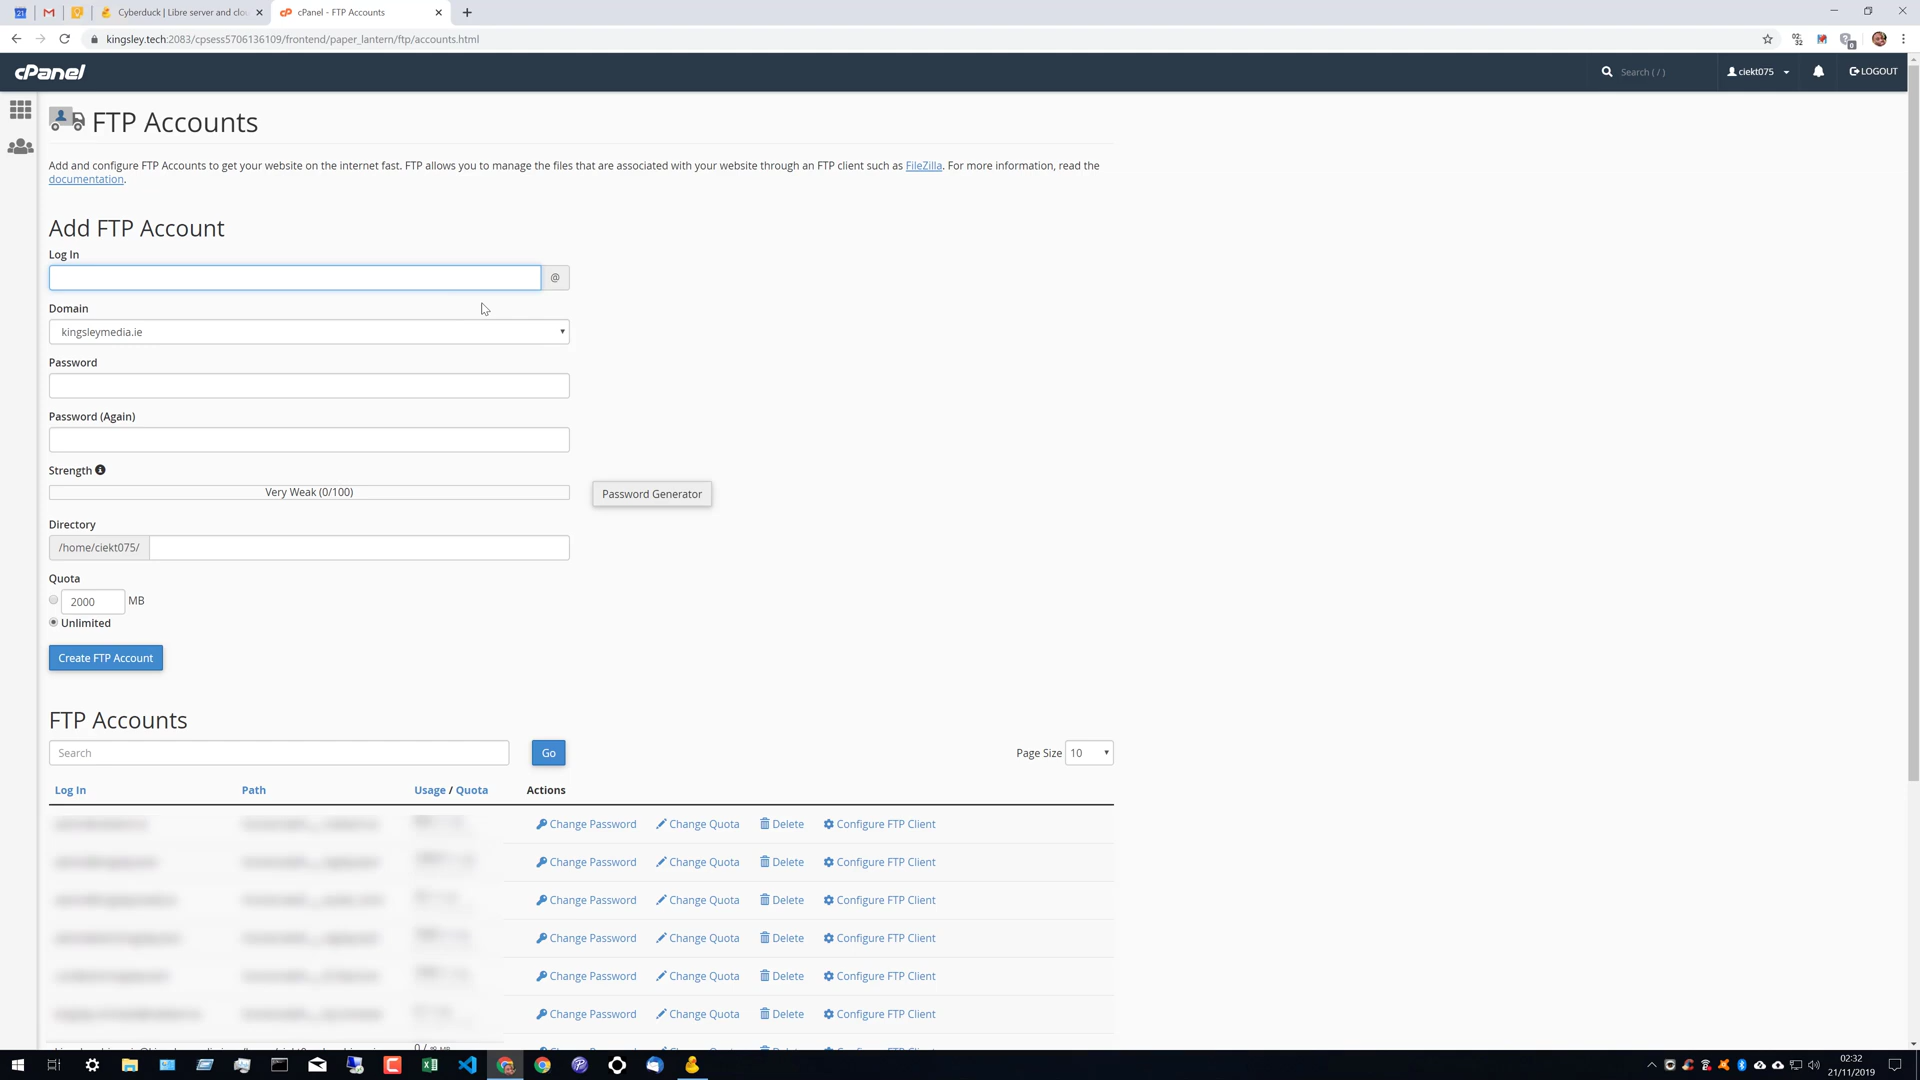 Cyberduck | Libre server and clo
cPanel - FTP Accounts
kingsley.tech:2083/cpsess5706136109/frontend/paper_lantern/ftp/accounts.html
cPanel
Search ( / )
ciekt075
LOGOUT
FTP Accounts
Add and configure FTP Accounts to get your website on the internet fast. FTP allows you to manage the files that are associated with your website through an FTP client such as FileZilla. For more information, read the
documentation.
Add FTP Account
Log In
@
Domain
kingsleymedia.ie
Password
Password (Again)
Strength
Very Weak (0/100)
Password Generator
Directory
/home/ciekt075/
Quota
2000 MB
Unlimited
Create FTP Account
FTP Accounts
Search
Go
Page Size 10
Log In Path Usage / Quota Actions
Change Password Change Quota Delete Configure FTP Client
Change Password Change Quota Delete Configure FTP Client
Change Password Change Quota Delete Configure FTP Client
Change Password Change Quota Delete Configure FTP Client
Change Password Change Quota Delete Configure FTP Client
Change Password Change Quota Delete Configure FTP Client
02:32
21/11/2019